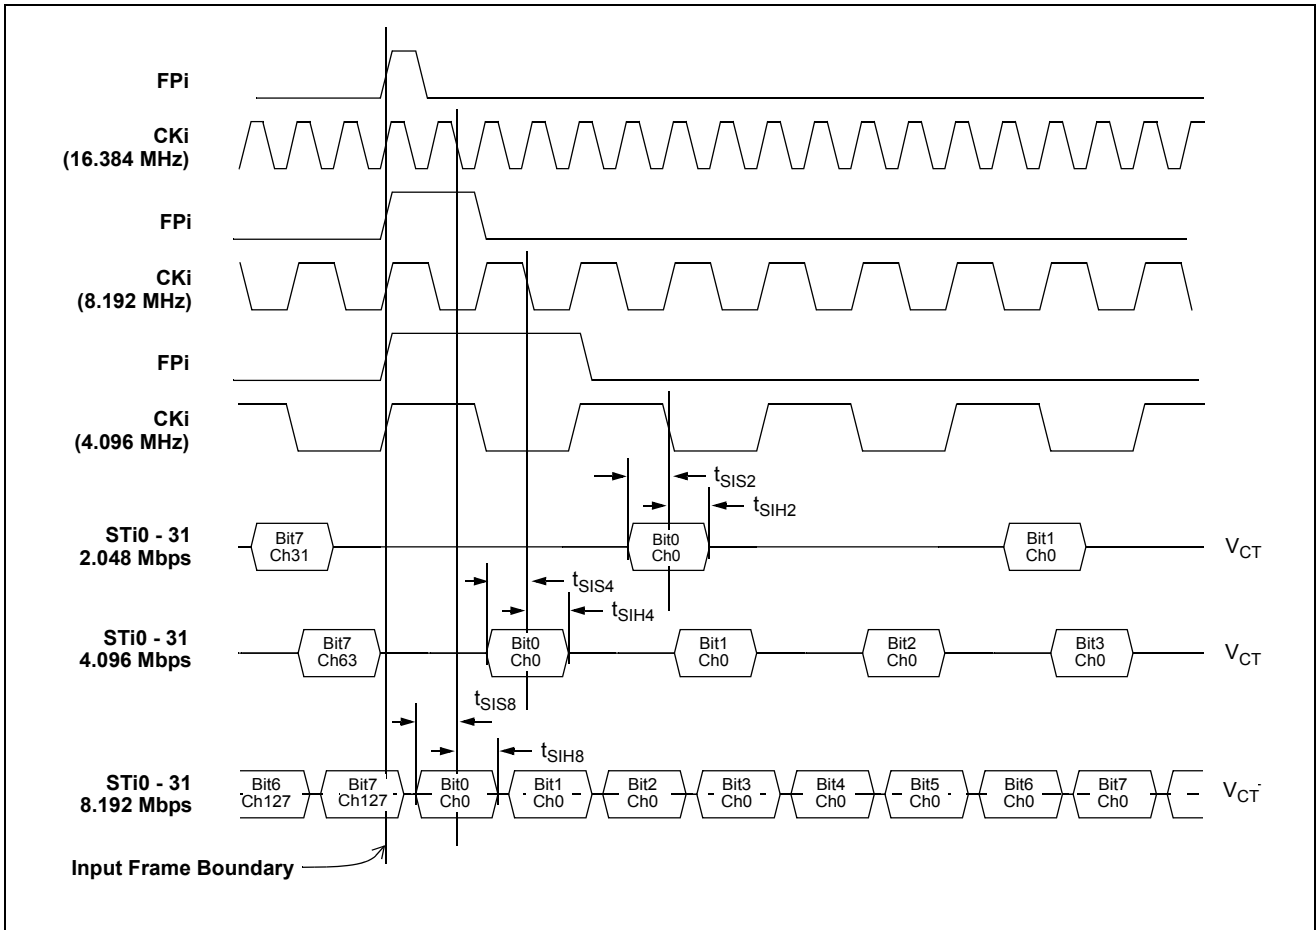 FPi
CKi
(16.384 MHz)
FPi
CKi
(8.192 MHz)
FPi
CKi
(4.096 MHz)
tSIS2
tSIH2
STi0 - 31
2.048 Mbps
Bit7
Ch31
Bit0
Ch0
Bit1
Ch0
VCT
tSIS4
tSIH4
STi0 - 31
4.096 Mbps
Bit7
Ch63
Bit0
Ch0
Bit1
Ch0
Bit2
Ch0
Bit3
Ch0
VCT
tSIS8
tSIH8
STi0 - 31
8.192 Mbps
Bit6
Ch127
Bit7
Ch127
Bit0
Ch0
Bit1
Ch0
Bit2
Ch0
Bit3
Ch0
Bit4
Ch0
Bit5
Ch0
Bit6
Ch0
Bit7
Ch0
VCT
Input Frame Boundary